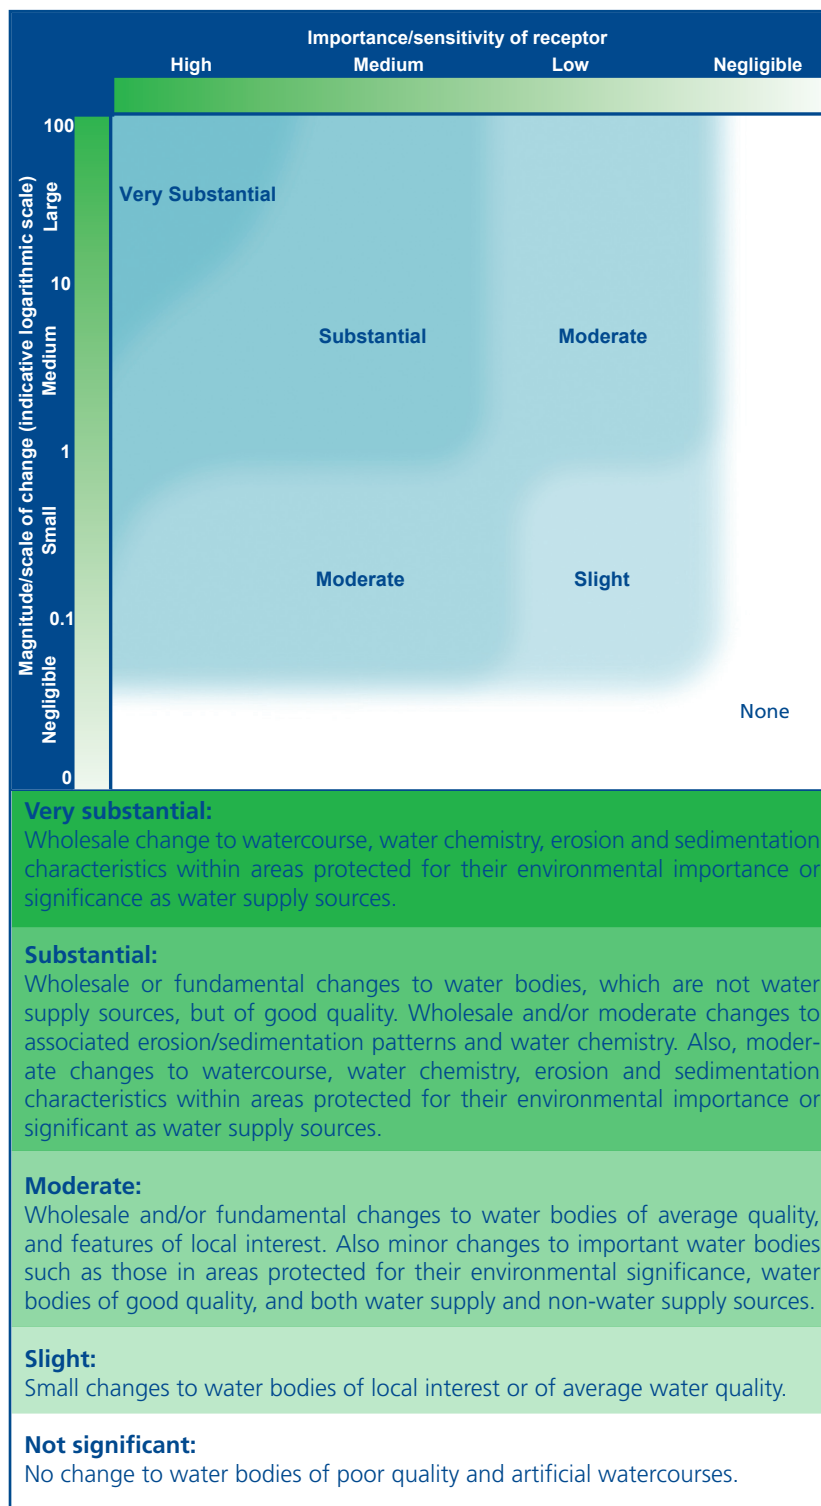 Importance/sensitivity of receptor
High Medium Low Negligible
Magnitude/scale of change (indicative logarithmic scale)
100
Large
10
Medium
1
Small
0.1
Negligible
0
Very Substantial
Substantial
Moderate
Moderate
Slight
None
Very substantial:
Wholesale change to watercourse, water chemistry, erosion and sedimentation
characteristics within areas protected for their environmental importance or
significance as water supply sources.
Substantial:
Wholesale or fundamental changes to water bodies, which are not water
supply sources, but of good quality. Wholesale and/or moderate changes to
associated erosion/sedimentation patterns and water chemistry. Also, moder-
ate changes to watercourse, water chemistry, erosion and sedimentation
characteristics within areas protected for their environmental importance or
significant as water supply sources.
Moderate:
Wholesale and/or fundamental changes to water bodies of average quality,
and features of local interest. Also minor changes to important water bodies
such as those in areas protected for their environmental significance, water
bodies of good quality, and both water supply and non-water supply sources.
Slight:
Small changes to water bodies of local interest or of average water quality.
Not significant:
No change to water bodies of poor quality and artificial watercourses.